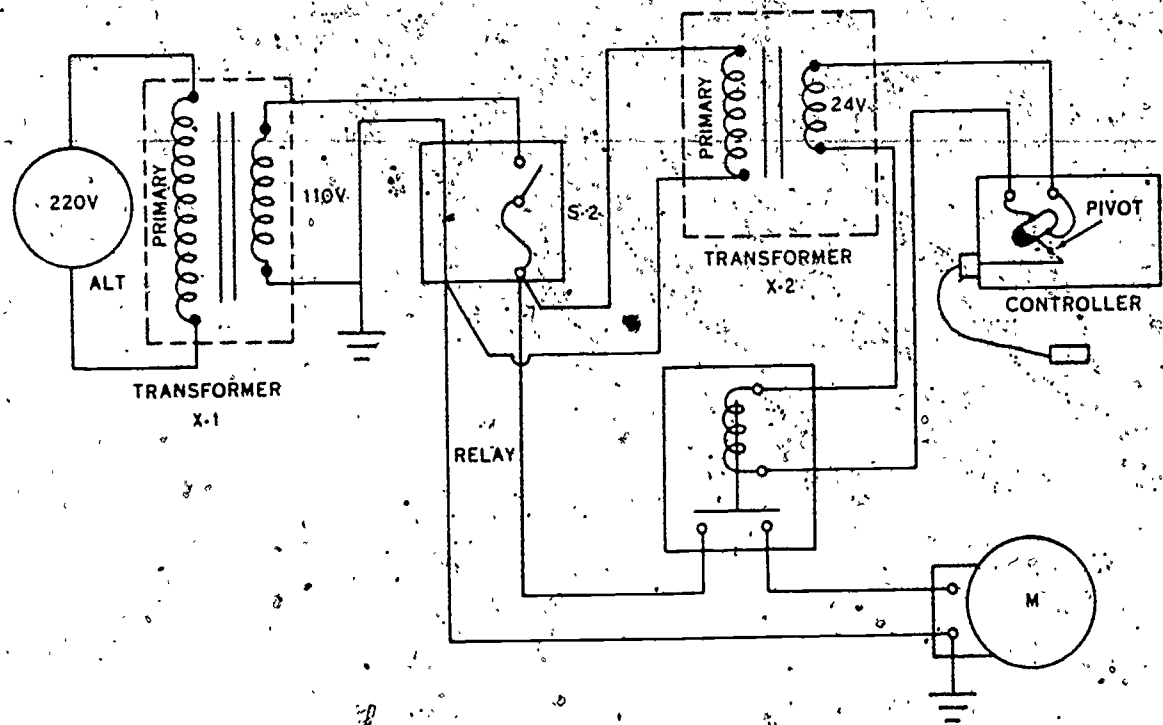 220V
ALT
PRIMARY
110V
TRANSFORMER
X-1
S-2
PRIMARY
24V
TRANSFORMER
X-2
PIVOT
CONTROLLER
RELAY
M